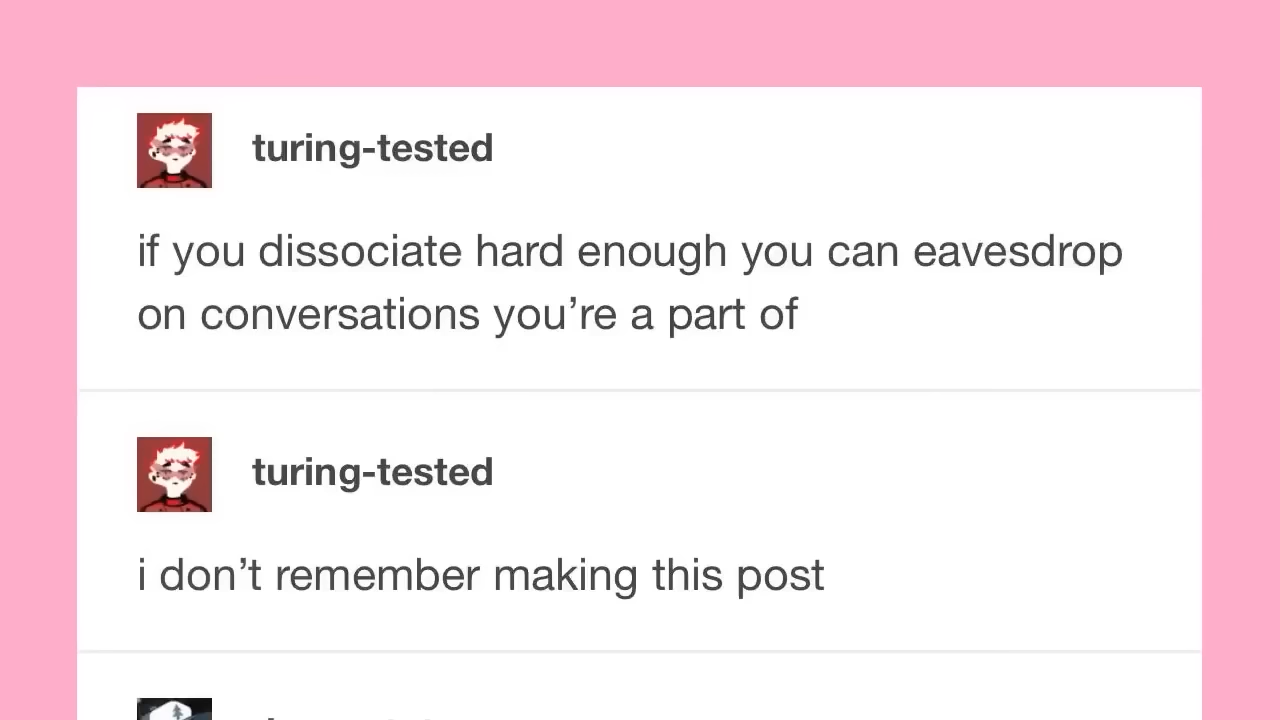 turing-tested
if you dissociate hard enough you can eavesdrop
on conversations you’re a part of
turing-tested
i don’t remember making this post